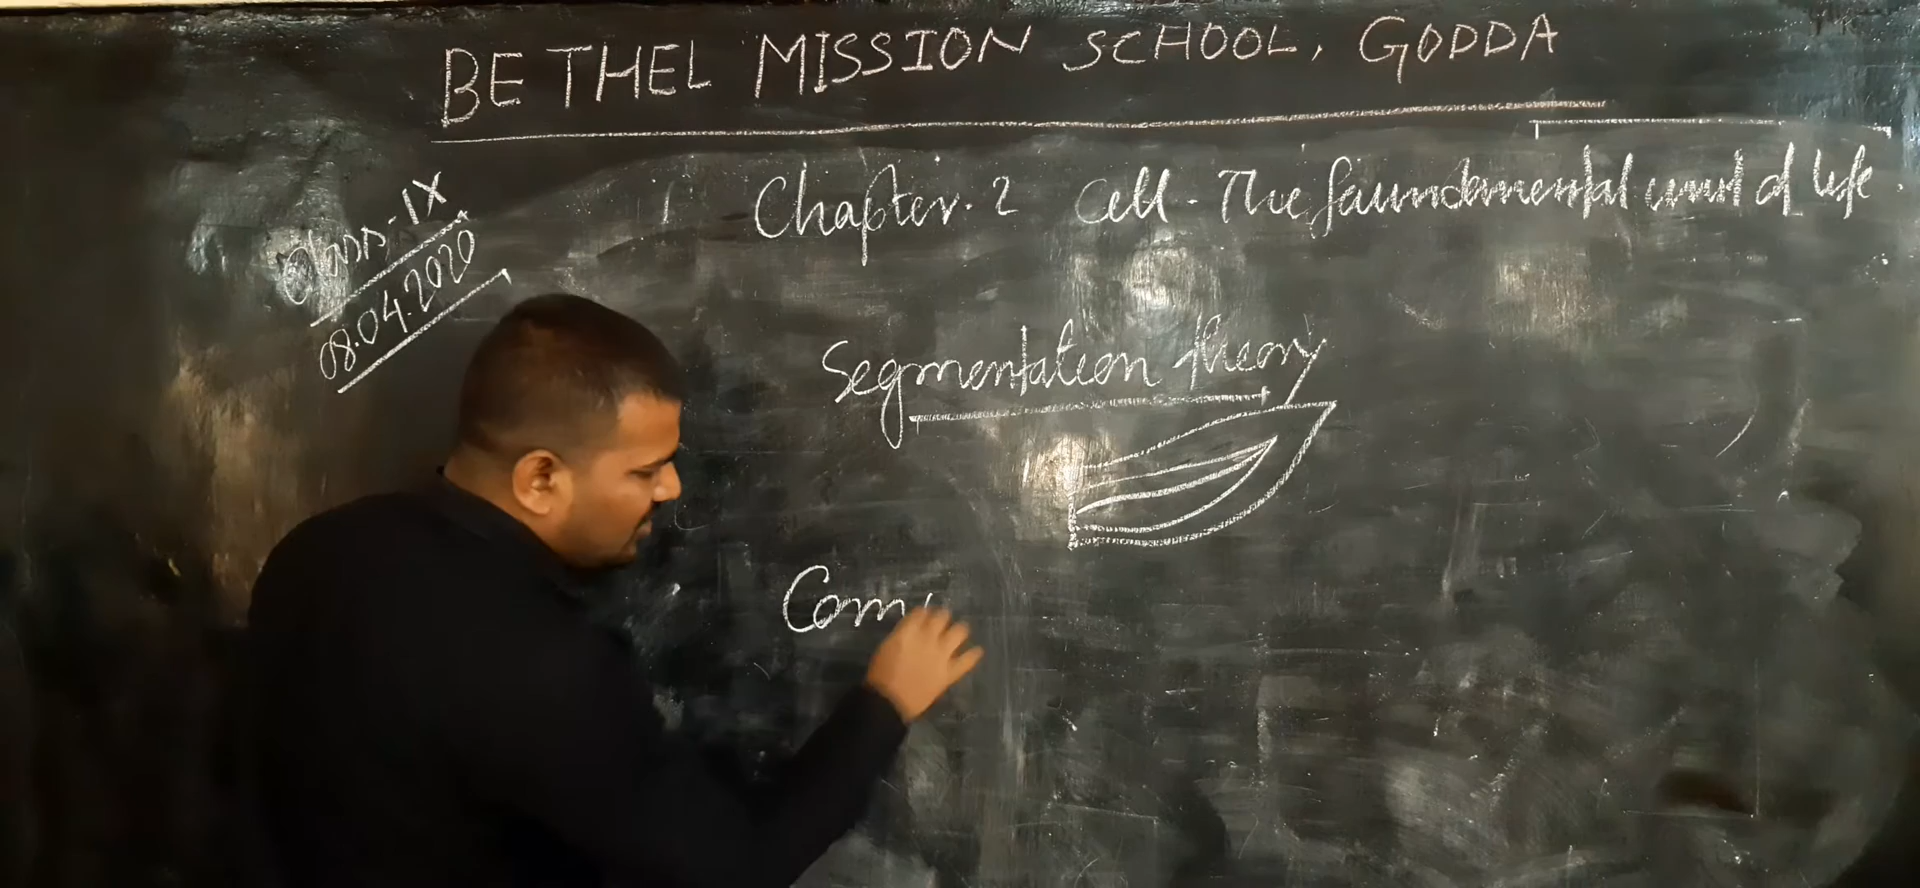 BETHEL MISSION SCHOOL, GODDA
Class-IX
08.04.2020
Chapter.2 Cell - The faundamental unit of life.
Segmentation theory
Com